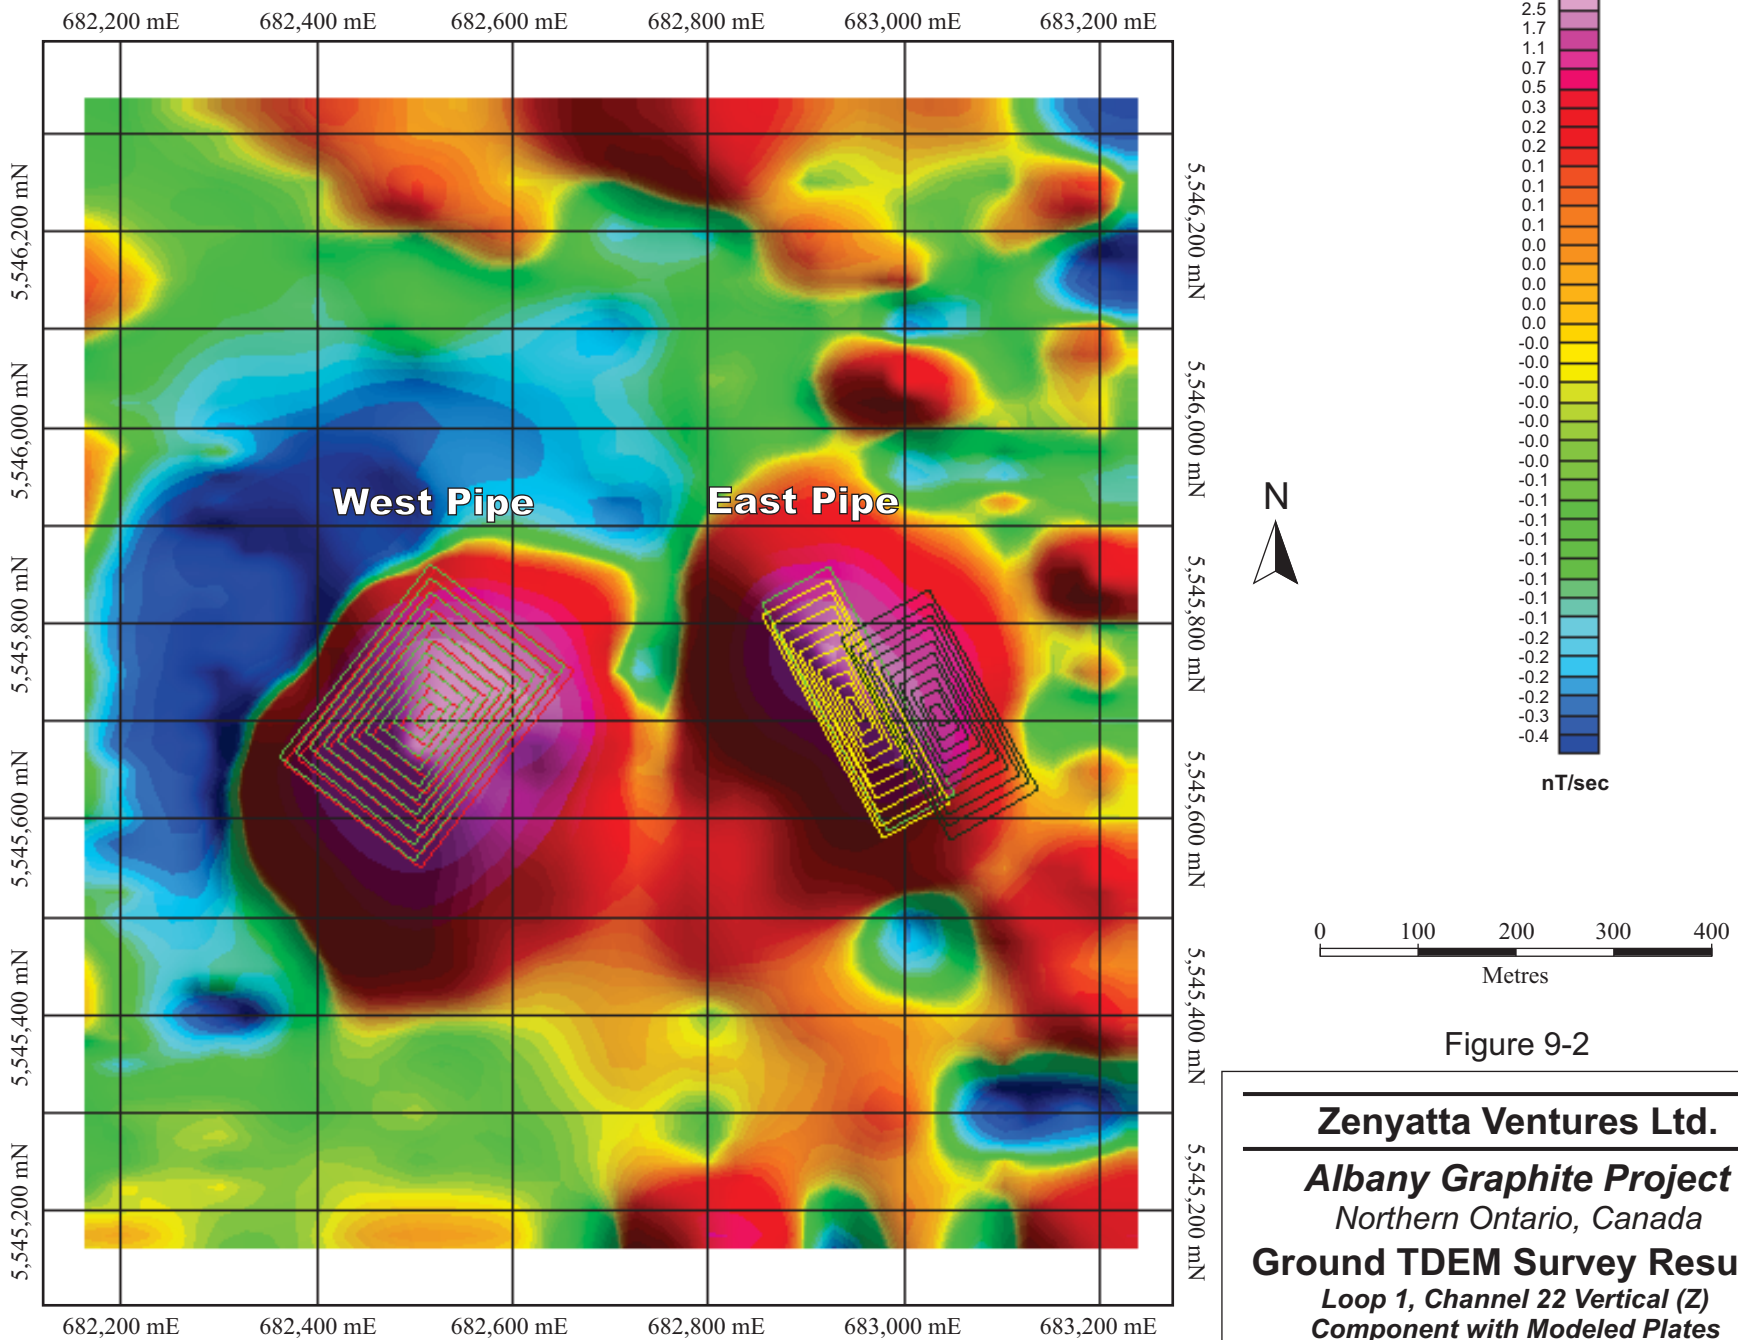 682,200 mE 682,400 mE 682,600 mE 682,800 mE 683,000 mE 683,200 mE
5,546,200 mN
5,546,000 mN
5,545,800 mN
5,545,600 mN
5,545,400 mN
5,545,200 mN
West Pipe
East Pipe
5,546,200 mN
5,546,000 mN
5,545,800 mN
5,545,600 mN
5,545,400 mN
5,545,200 mN
682,200 mE 682,400 mE 682,600 mE 682,800 mE 683,000 mE 683,200 mE
2.5
1.7
1.1
0.7
0.5
0.3
0.2
0.2
0.1
0.1
0.1
0.1
0.0
0.0
0.0
0.0
0.0
-0.0
-0.0
-0.0
-0.0
-0.0
-0.0
-0.1
-0.1
-0.1
-0.1
-0.1
-0.1
-0.1
-0.2
-0.2
-0.2
-0.2
-0.3
-0.4
nT/sec
N
0 100 200 300 400
Metres
Figure 9-2
Zenyatta Ventures Ltd.
Albany Graphite Project
Northern Ontario, Canada
Ground TDEM Survey Resu
Loop 1, Channel 22 Vertical (Z)
Component with Modeled Plates